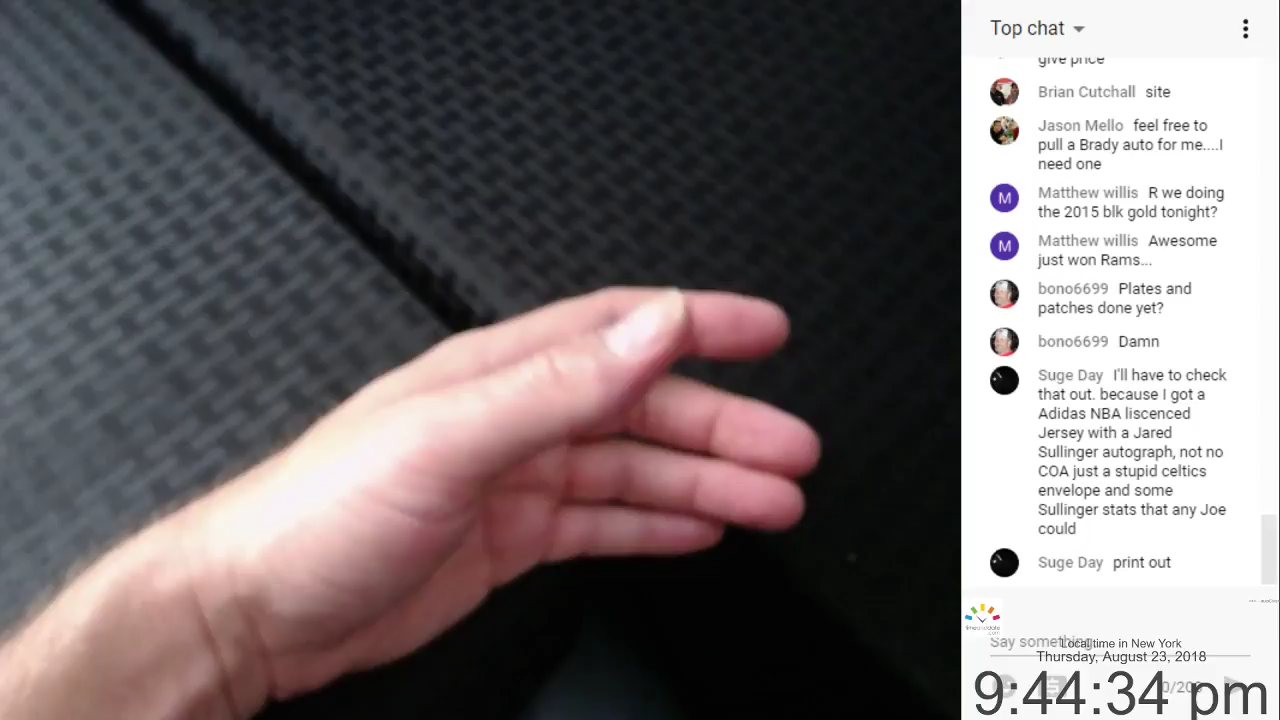 Top chat
give price
Brian Cutchall site
Jason Mello feel free to
pull a Brady auto for me....I
need one
M
Matthew willis R we doing
the 2015 blk gold tonight?
M
Matthew willis Awesome
just won Rams...
bono6699 Plates and
patches done yet?
bono6699 Damn
Suge Day I'll have to check
that out. because I got a
Adidas NBA liscenced
Jersey with a Jared
Sullinger autograph, not no
COA just a stupid celtics
envelope and some
Sullinger stats that any Joe
could
Suge Day print out
Say something...
Local time in New York
Thursday, August 23, 2018
0/200
9:44:34 pm